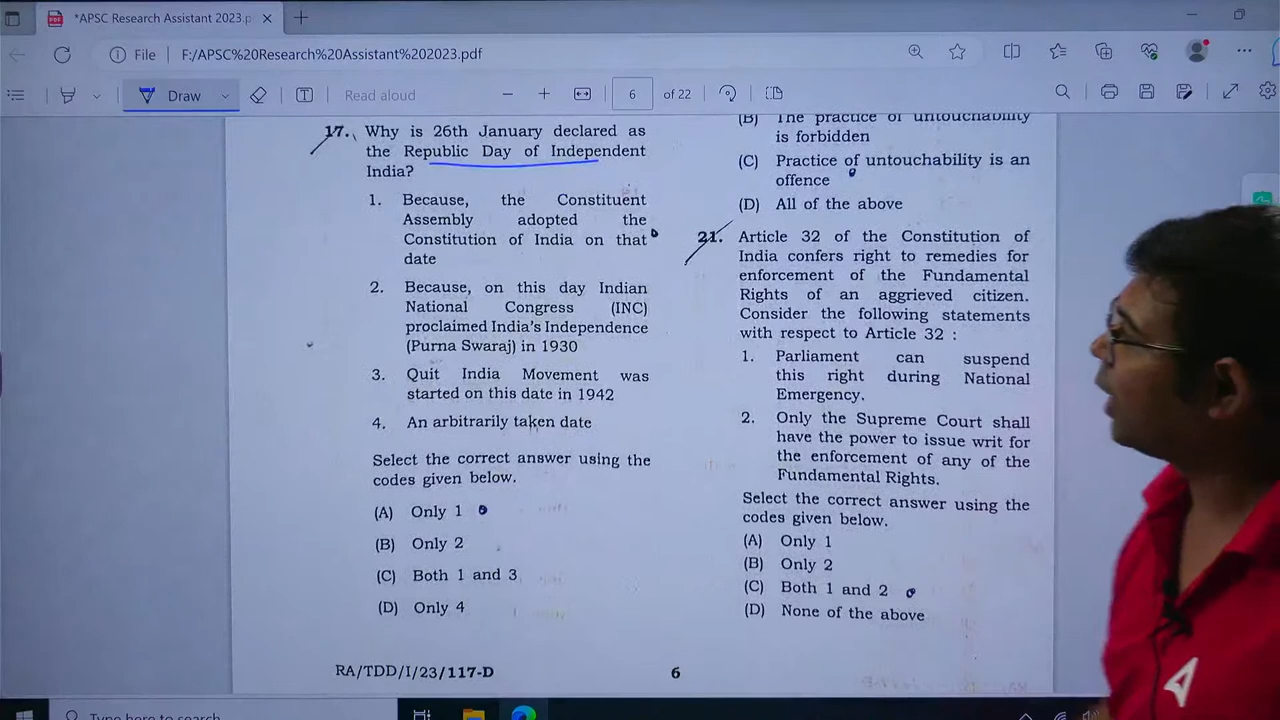 *APSC Research Assistant 2023.p
File
F:/APSC%20Research%20Assistant%202023.pdf
Draw
Read aloud
6
of 22
17. Why is 26th January declared as
the Republic Day of Independent
India?
1. Because, the Constituent
Assembly adopted the
Constitution of India on that
date
2. Because, on this day Indian
National Congress (INC)
proclaimed India's Independence
(Purna Swaraj) in 1930
3. Quit India Movement was
started on this date in 1942
4. An arbitrarily taken date
Select the correct answer using the
codes given below.
(A) Only 1
(B) Only 2
(C) Both 1 and 3
(D) Only 4
(B) The practice of untouchability
is forbidden
(C) Practice of untouchability is an
offence
(D) All of the above
21. Article 32 of the Constitution of
India confers right to remedies for
enforcement of the Fundamental
Rights of an aggrieved citizen.
Consider the following statements
with respect to Article 32 :
1. Parliament can suspend
this right during National
Emergency.
2. Only the Supreme Court shall
have the power to issue writ for
the enforcement of any of the
Fundamental Rights.
Select the correct answer using the
codes given below.
(A) Only 1
(B) Only 2
(C) Both 1 and 2
(D) None of the above
RA/TDD/I/23/117-D
6
Type here to search